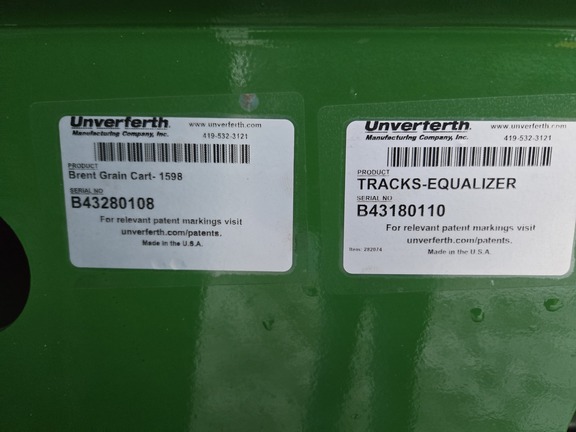 Unverferth www.unverferth.com
Manufacturing Company, Inc. 419-532-3121
PRODUCT
Brent Grain Cart- 1598
SERIAL NO
B43280108
For relevant patent markings visit
unverferth.com/patents.
Made in the U.S.A.
Unverferth www.unverferth.com
Manufacturing Company, Inc. 419-532-3121
PRODUCT
TRACKS-EQUALIZER
SERIAL NO
B43180110
For relevant patent markings visit
unverferth.com/patents.
Item: 282074 Made in the U.S.A.